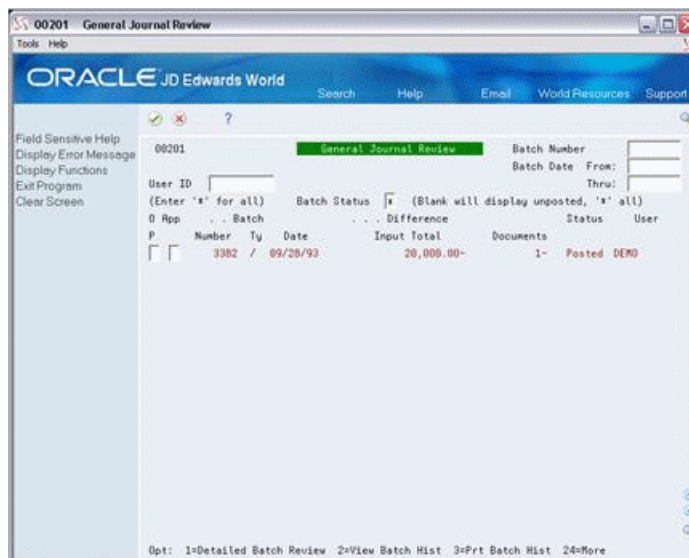 00201 General Journal Review
Tools Help
ORACLE JD Edwards World
Search Help Email World Resources Support
Field Sensitive Help
Display Error Message
Display Functions
Exit Program
Clear Screen
?
00201 General Journal Review Batch Number
Batch Date From:
User ID Thru:
(Enter '*' for all) Batch Status * (Blank will display unposted, '*' all)
O App . . Batch . . . Difference Status User
P Number Ty Date Input Total Documents
3382 / 09/28/93 20,000.00- 1- Posted DEMO
Opt: 1=Detailed Batch Review 2=View Batch Hist 3=Prt Batch Hist 24=More